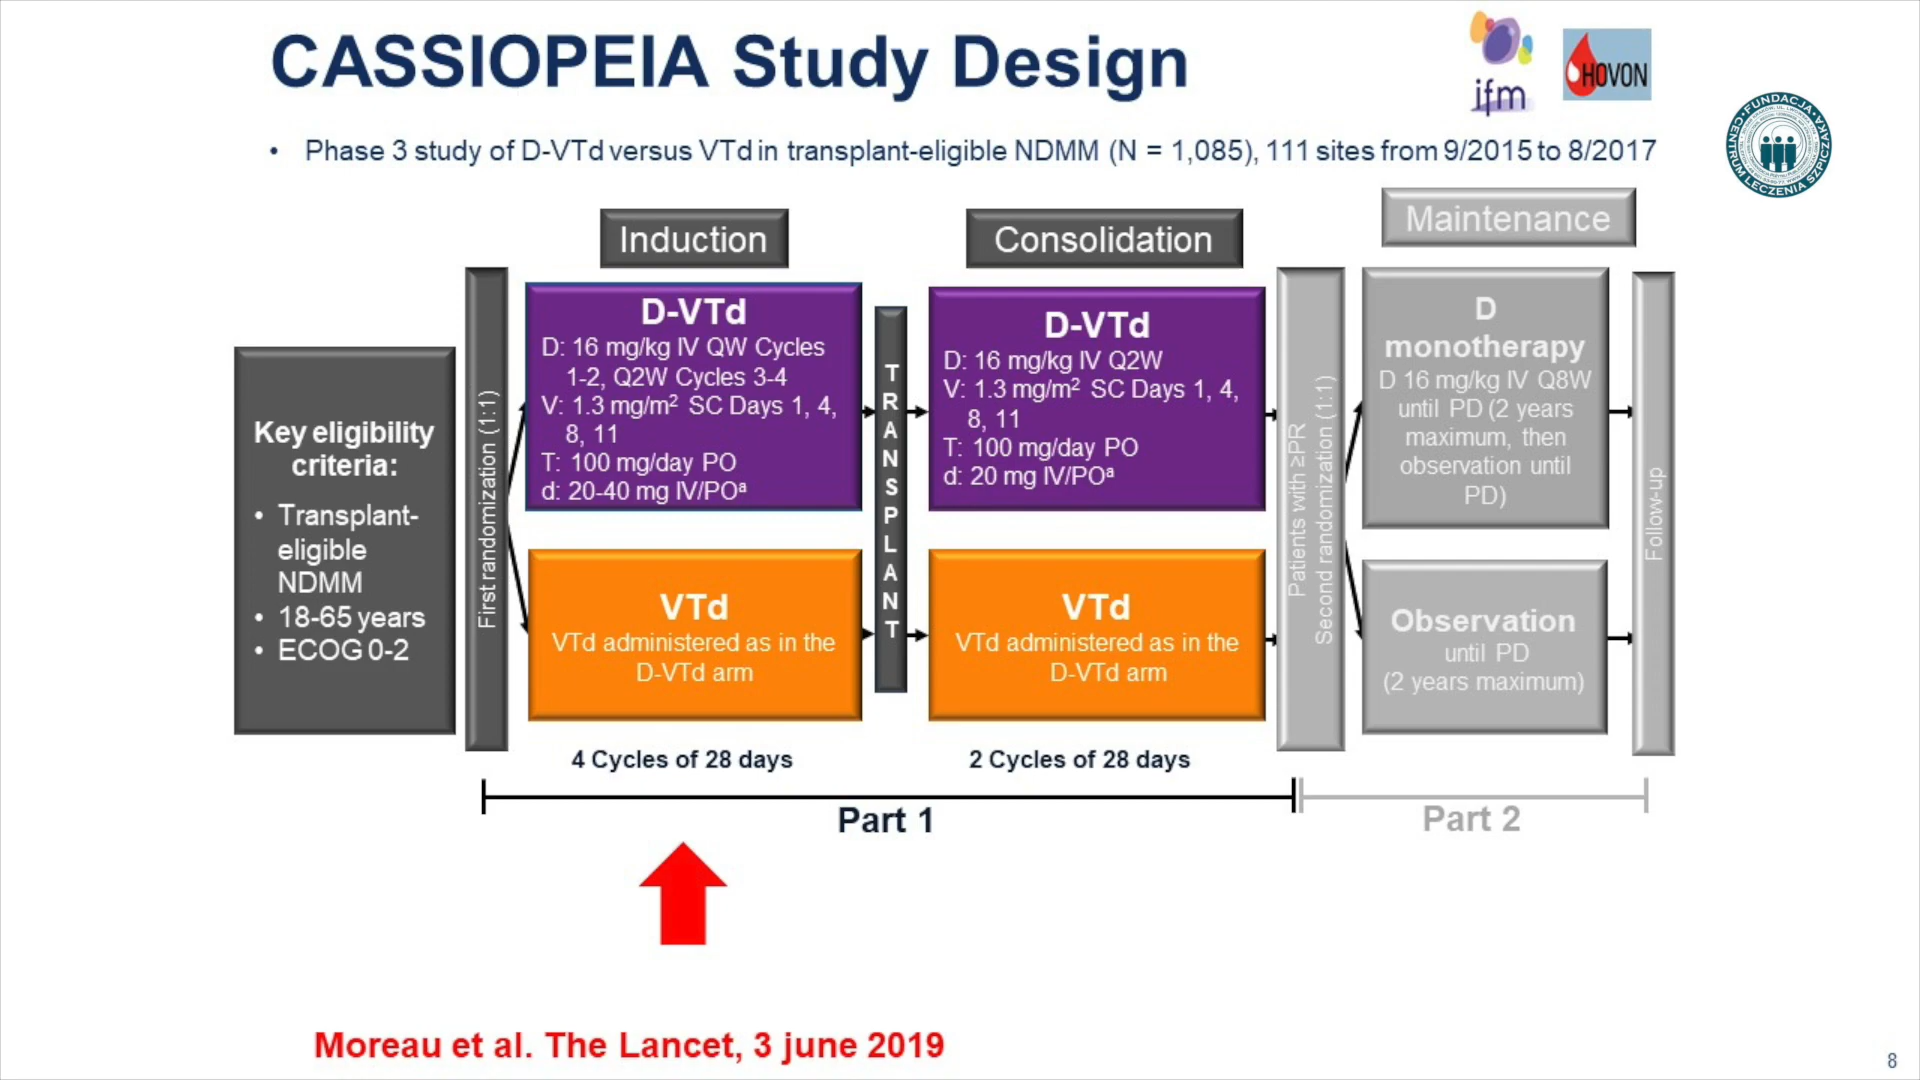 CASSIOPEIA Study Design
ifm
HOVON
FUNDACJA
CENTRUM LECZENIA SZPICZAKA
• Phase 3 study of D-VTd versus VTd in transplant-eligible NDMM (N = 1,085), 111 sites from 9/2015 to 8/2017
Key eligibility
criteria:
• Transplant-
eligible
NDMM
• 18-65 years
• ECOG 0-2
First randomization (1:1)
Induction
D-VTd
D: 16 mg/kg IV QW Cycles
1-2, Q2W Cycles 3-4
V: 1.3 mg/m² SC Days 1, 4,
8, 11
T: 100 mg/day PO
d: 20-40 mg IV/POᵃ
VTd
VTd administered as in the
D-VTd arm
4 Cycles of 28 days
TRANSPLANT
Consolidation
D-VTd
D: 16 mg/kg IV Q2W
V: 1.3 mg/m² SC Days 1, 4,
8, 11
T: 100 mg/day PO
d: 20 mg IV/POᵃ
VTd
VTd administered as in the
D-VTd arm
2 Cycles of 28 days
Patients with ≥PR
Second randomization (1:1)
Maintenance
D
monotherapy
D 16 mg/kg IV Q8W
until PD (2 years
maximum, then
observation until
PD)
Observation
until PD
(2 years maximum)
Follow-up
Part 1
Part 2
Moreau et al. The Lancet, 3 june 2019
8